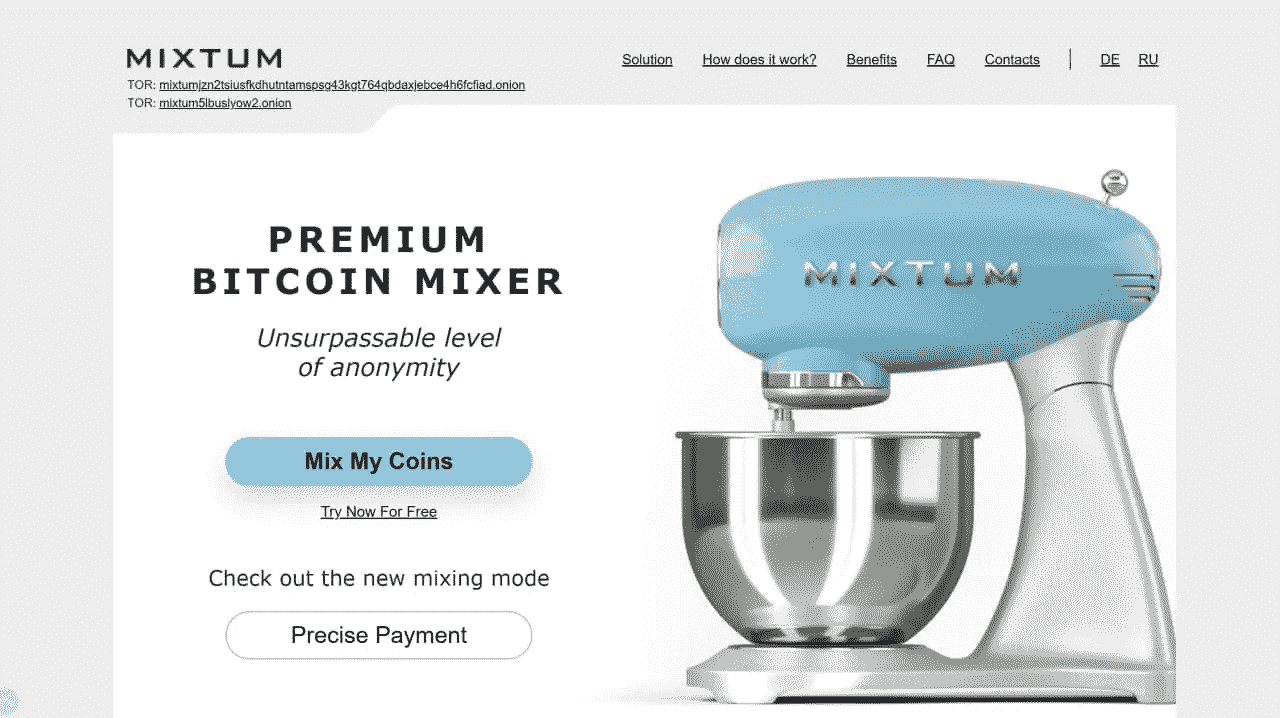 MIXTUM
TOR: mixtumjzn2tsiusfkdhutntamspsg43kgt764qbdaxjebce4h6fcfiad.onion
TOR: mixtum5lbuslyow2.onion
Solution How does it work? Benefits FAQ Contacts DE RU
PREMIUM
BITCOIN MIXER
Unsurpassable level
of anonymity
Mix My Coins
Try Now For Free
Check out the new mixing mode
Precise Payment
MIXTUM